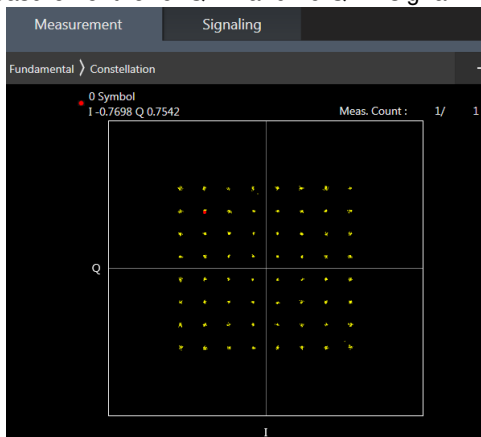 Measurement Signaling
Fundamental 〉 Constellation
0 Symbol
I -0.7698 Q 0.7542 Meas. Count : 1/ 1
Q
I